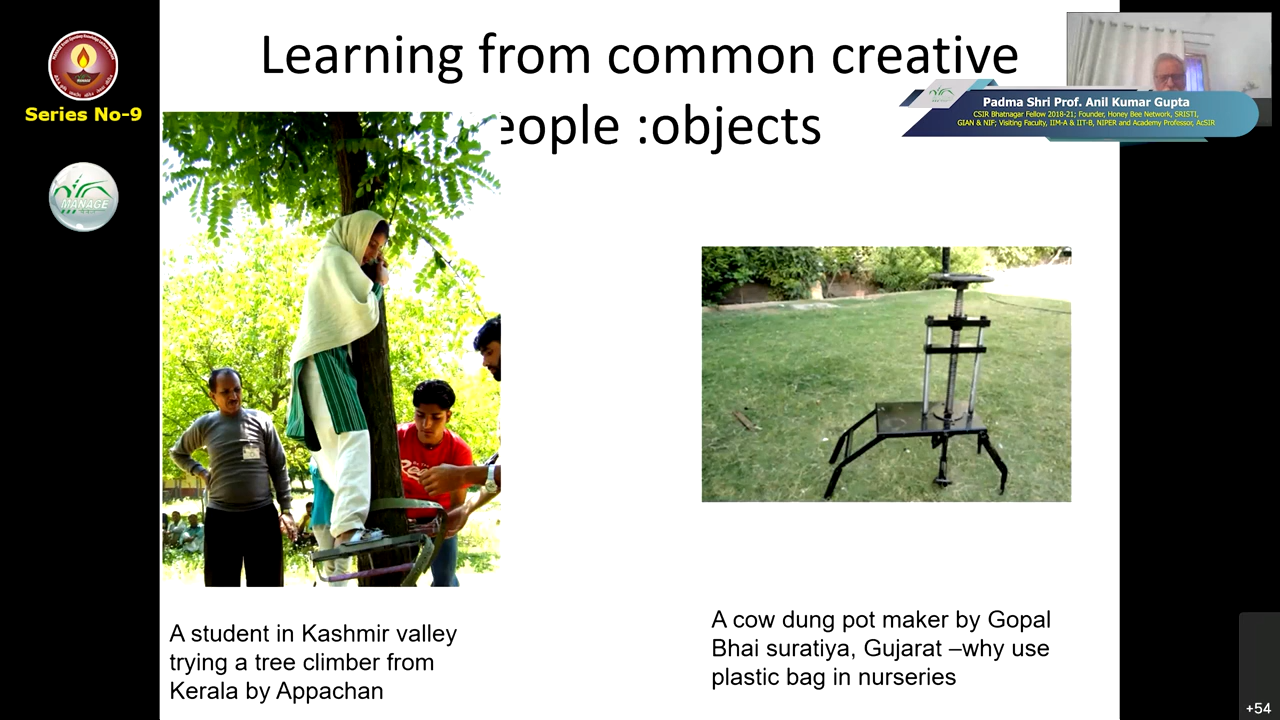 Learning from common creative
eople :objects
Series No-9
MANAGE
Padma Shri Prof. Anil Kumar Gupta
CSIR Bhatnagar Fellow 2018-21; Founder, Honey Bee Network, SRISTI,
GIAN & NIF; Visiting Faculty, IIM-A & IIT-B, NIPER and Academy Professor, AcSIR
A student in Kashmir valley
trying a tree climber from
Kerala by Appachan
A cow dung pot maker by Gopal
Bhai suratiya, Gujarat –why use
plastic bag in nurseries
+54